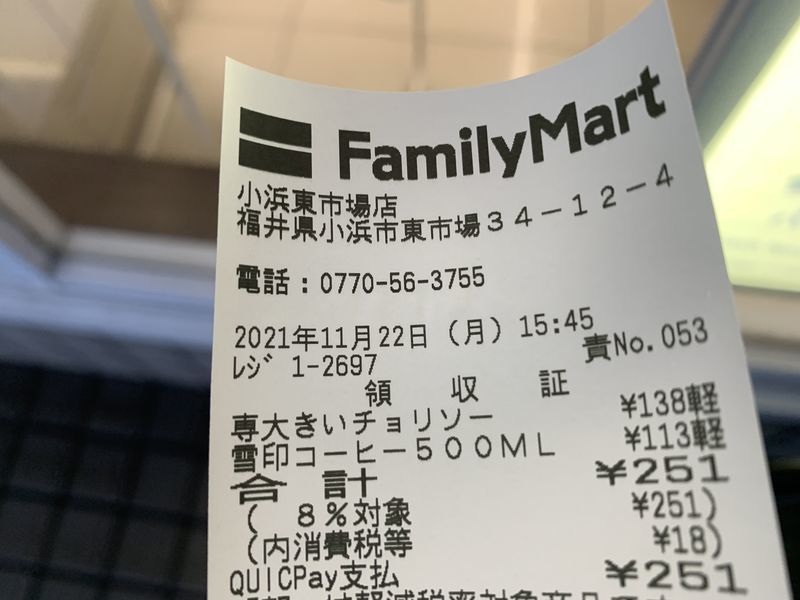 FamilyMart
小浜東市場店
福井県小浜市東市場34-12-4
電話:0770-56-3755
2021年11月22日(月)15:45
レジ 1-2697 責No.053
領 収 証
専大きいチョリソー ¥138軽
雪印コーヒー500ML ¥113軽
合 計 ¥251
( 8%対象 ¥251)
(内消費税等 ¥18)
QUICPay支払 ¥251